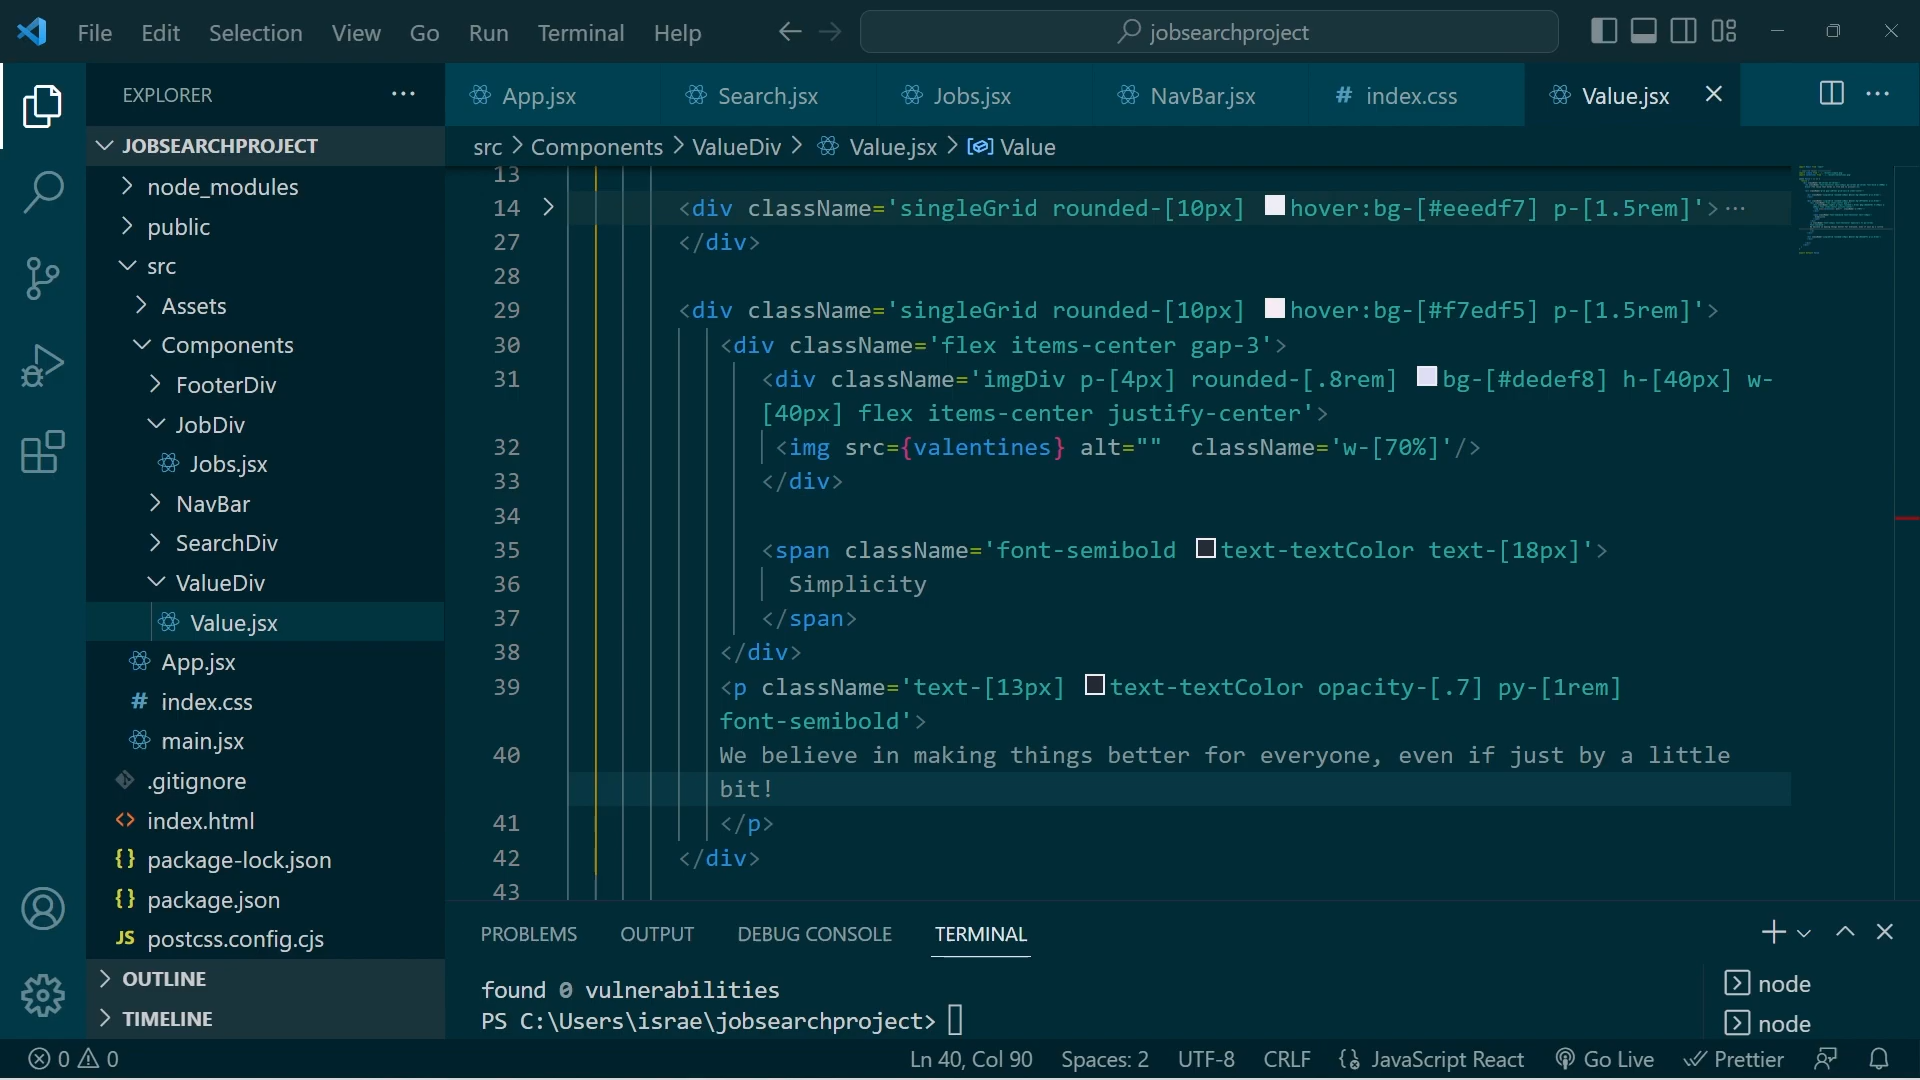 File Edit Selection View Go Run Terminal Help
jobsearchproject
EXPLORER
JOBSEARCHPROJECT
node_modules
public
src
Assets
Components
FooterDiv
JobDiv
Jobs.jsx
NavBar
SearchDiv
ValueDiv
Value.jsx
App.jsx
# index.css
main.jsx
.gitignore
<> index.html
{} package-lock.json
{} package.json
JS postcss.config.cjs
OUTLINE
TIMELINE
App.jsx Search.jsx Jobs.jsx NavBar.jsx # index.css Value.jsx
src > Components > ValueDiv > Value.jsx > Value
13
14 <div className='singleGrid rounded-[10px] hover:bg-[#eeedf7] p-[1.5rem]'>…
27 </div>
28
29 <div className='singleGrid rounded-[10px] hover:bg-[#f7edf5] p-[1.5rem]'>
30 <div className='flex items-center gap-3'>
31 <div className='imgDiv p-[4px] rounded-[.8rem] bg-[#dedef8] h-[40px] w-
[40px] flex items-center justify-center'>
32 <img src={valentines} alt="" className='w-[70%]'/>
33 </div>
34
35 <span className='font-semibold text-textColor text-[18px]'>
36 Simplicity
37 </span>
38 </div>
39 <p className='text-[13px] text-textColor opacity-[.7] py-[1rem]
font-semibold'>
40 We believe in making things better for everyone, even if just by a little
bit!
41 </p>
42 </div>
43
PROBLEMS OUTPUT DEBUG CONSOLE TERMINAL
found 0 vulnerabilities
PS C:\Users\israe\jobsearchproject>
node
node
0 0
Ln 40, Col 90 Spaces: 2 UTF-8 CRLF JavaScript React Go Live Prettier